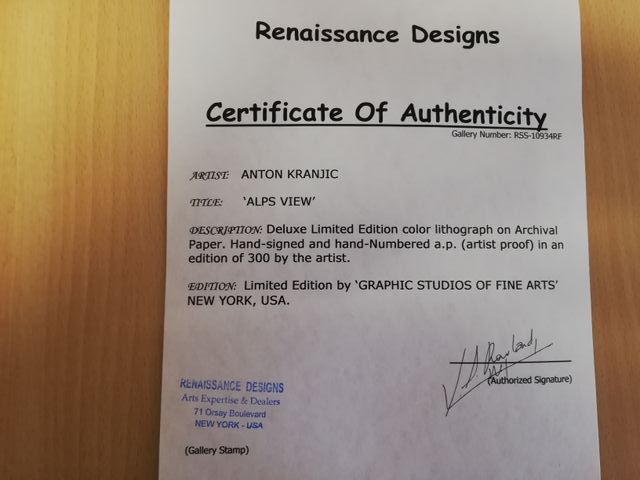 Renaissance Designs
Certificate Of Authenticity
Gallery Number: RSS-10934RF
ARTIST: ANTON KRANJIC
TITLE: 'ALPS VIEW'
DESCRIPTION: Deluxe Limited Edition color lithograph on Archival
Paper. Hand-signed and hand-Numbered a.p. (artist proof) in an
edition of 300 by the artist.
EDITION: Limited Edition by 'GRAPHIC STUDIOS OF FINE ARTS'
NEW YORK, USA.
(Authorized Signature)
RENAISSANCE DESIGNS
Arts Expertise & Dealers
71 Orsay Boulevard
NEW YORK - USA
(Gallery Stamp)